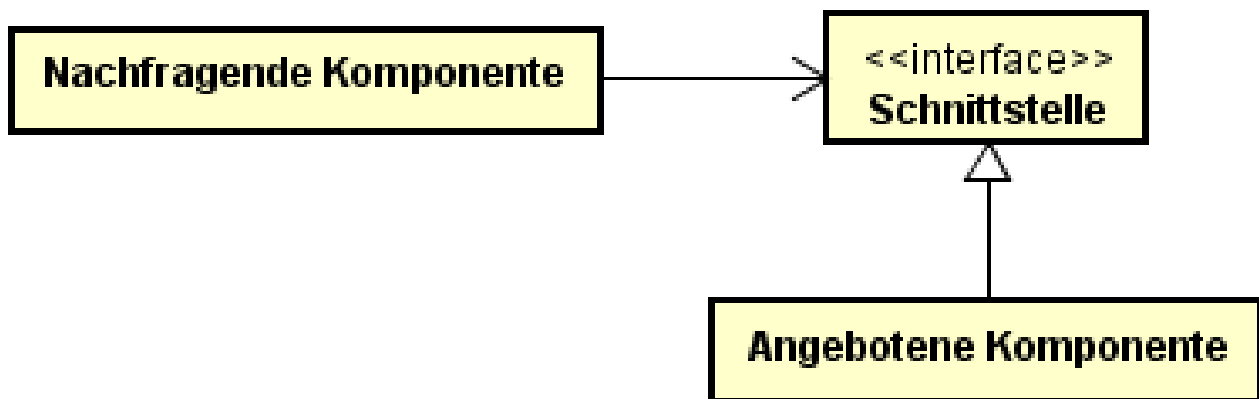 Nachfragende Komponente
<<interface>>
Schnittstelle
Angebotene Komponente